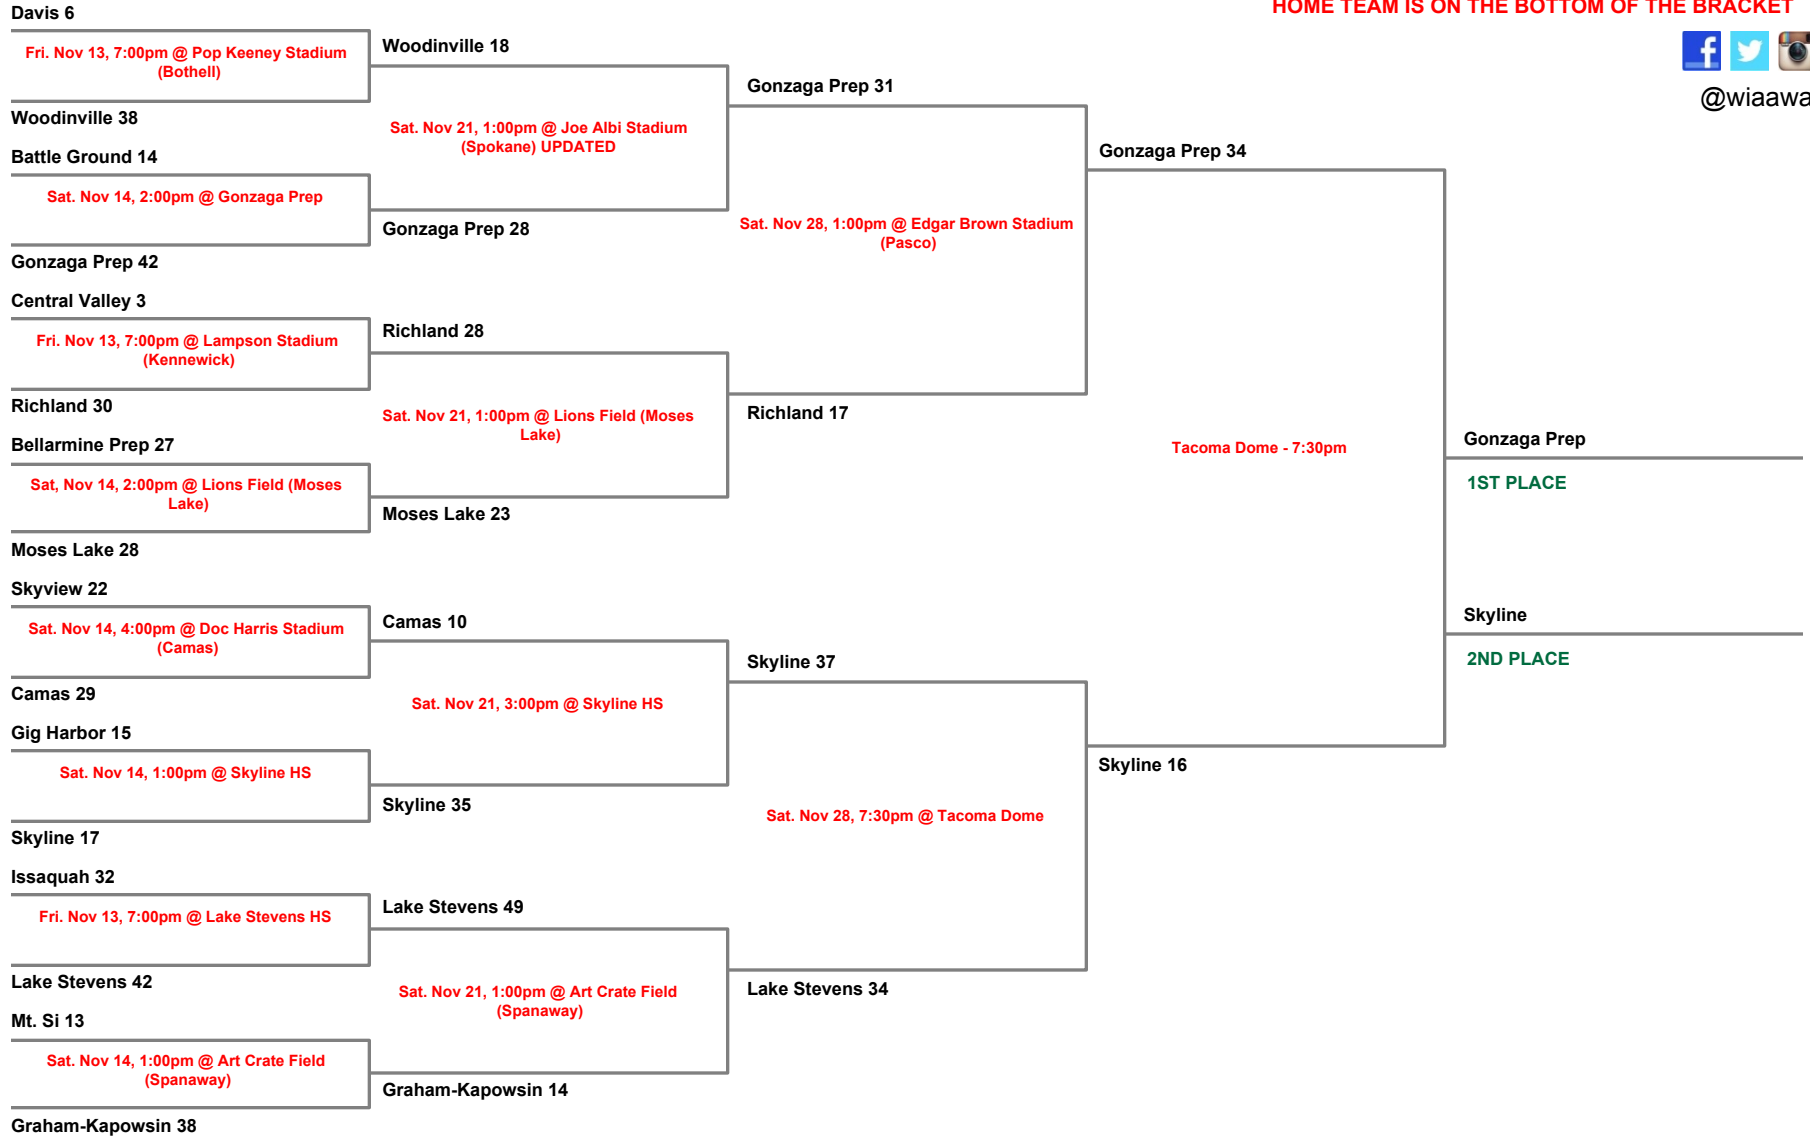 HOME TEAM IS ON THE BOTTOM OF THE BRACKET
@wiaawa
Davis 6
Fri. Nov 13, 7:00pm @ Pop Keeney Stadium
(Bothell)
Woodinville 38
Battle Ground 14
Sat. Nov 14, 2:00pm @ Gonzaga Prep
Gonzaga Prep 42
Central Valley 3
Fri. Nov 13, 7:00pm @ Lampson Stadium
(Kennewick)
Richland 30
Bellarmine Prep 27
Sat, Nov 14, 2:00pm @ Lions Field (Moses
Lake)
Moses Lake 28
Skyview 22
Sat. Nov 14, 4:00pm @ Doc Harris Stadium
(Camas)
Camas 29
Gig Harbor 15
Sat. Nov 14, 1:00pm @ Skyline HS
Skyline 17
Issaquah 32
Fri. Nov 13, 7:00pm @ Lake Stevens HS
Lake Stevens 42
Mt. Si 13
Sat. Nov 14, 1:00pm @ Art Crate Field
(Spanaway)
Graham-Kapowsin 38
Woodinville 18
Sat. Nov 21, 1:00pm @ Joe Albi Stadium
(Spokane) UPDATED
Gonzaga Prep 28
Richland 28
Sat. Nov 21, 1:00pm @ Lions Field (Moses
Lake)
Moses Lake 23
Camas 10
Sat. Nov 21, 3:00pm @ Skyline HS
Skyline 35
Lake Stevens 49
Sat. Nov 21, 1:00pm @ Art Crate Field
(Spanaway)
Graham-Kapowsin 14
Gonzaga Prep 31
Sat. Nov 28, 1:00pm @ Edgar Brown Stadium
(Pasco)
Richland 17
Skyline 37
Sat. Nov 28, 7:30pm @ Tacoma Dome
Lake Stevens 34
Gonzaga Prep 34
Tacoma Dome - 7:30pm
Skyline 16
Gonzaga Prep
1ST PLACE
Skyline
2ND PLACE